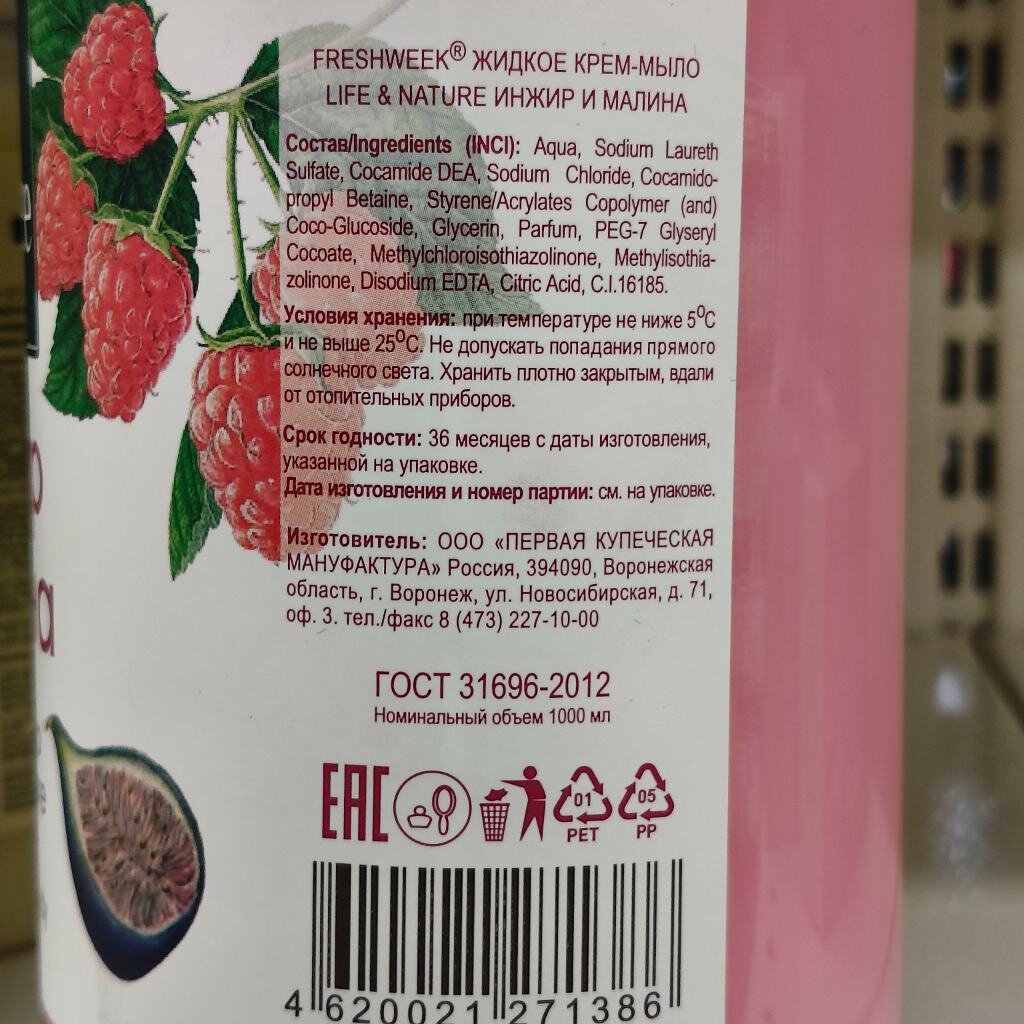 FRESHWEEK® ЖИДКОЕ КРЕМ-МЫЛО
LIFE & NATURE ИНЖИР И МАЛИНА
Состав/Ingredients (INCI): Aqua, Sodium Laureth
Sulfate, Cocamide DEA, Sodium Chloride, Cocamido-
propyl Betaine, Styrene/Acrylates Copolymer (and)
Coco-Glucoside, Glycerin, Parfum, PEG-7 Glyseryl
Cocoate, Methylchloroisothiazolinone, Methylisothia-
zolinone, Disodium EDTA, Citric Acid, C.I.16185.
Условия хранения: при температуре не ниже 5°С
и не выше 25°С. Не допускать попадания прямого
солнечного света. Хранить плотно закрытым, вдали
от отопительных приборов.
Срок годности: 36 месяцев с даты изготовления,
указанной на упаковке.
Дата изготовления и номер партии: см. на упаковке.
Изготовитель: ООО «ПЕРВАЯ КУПЕЧЕСКАЯ
МАНУФАКТУРА» Россия, 394090, Воронежская
область, г. Воронеж, ул. Новосибирская, д. 71,
оф. 3. тел./факс 8 (473) 227-10-00
ГОСТ 31696-2012
Номинальный объем 1000 мл
EAC
01
PET
05
PP
4 620021 271386